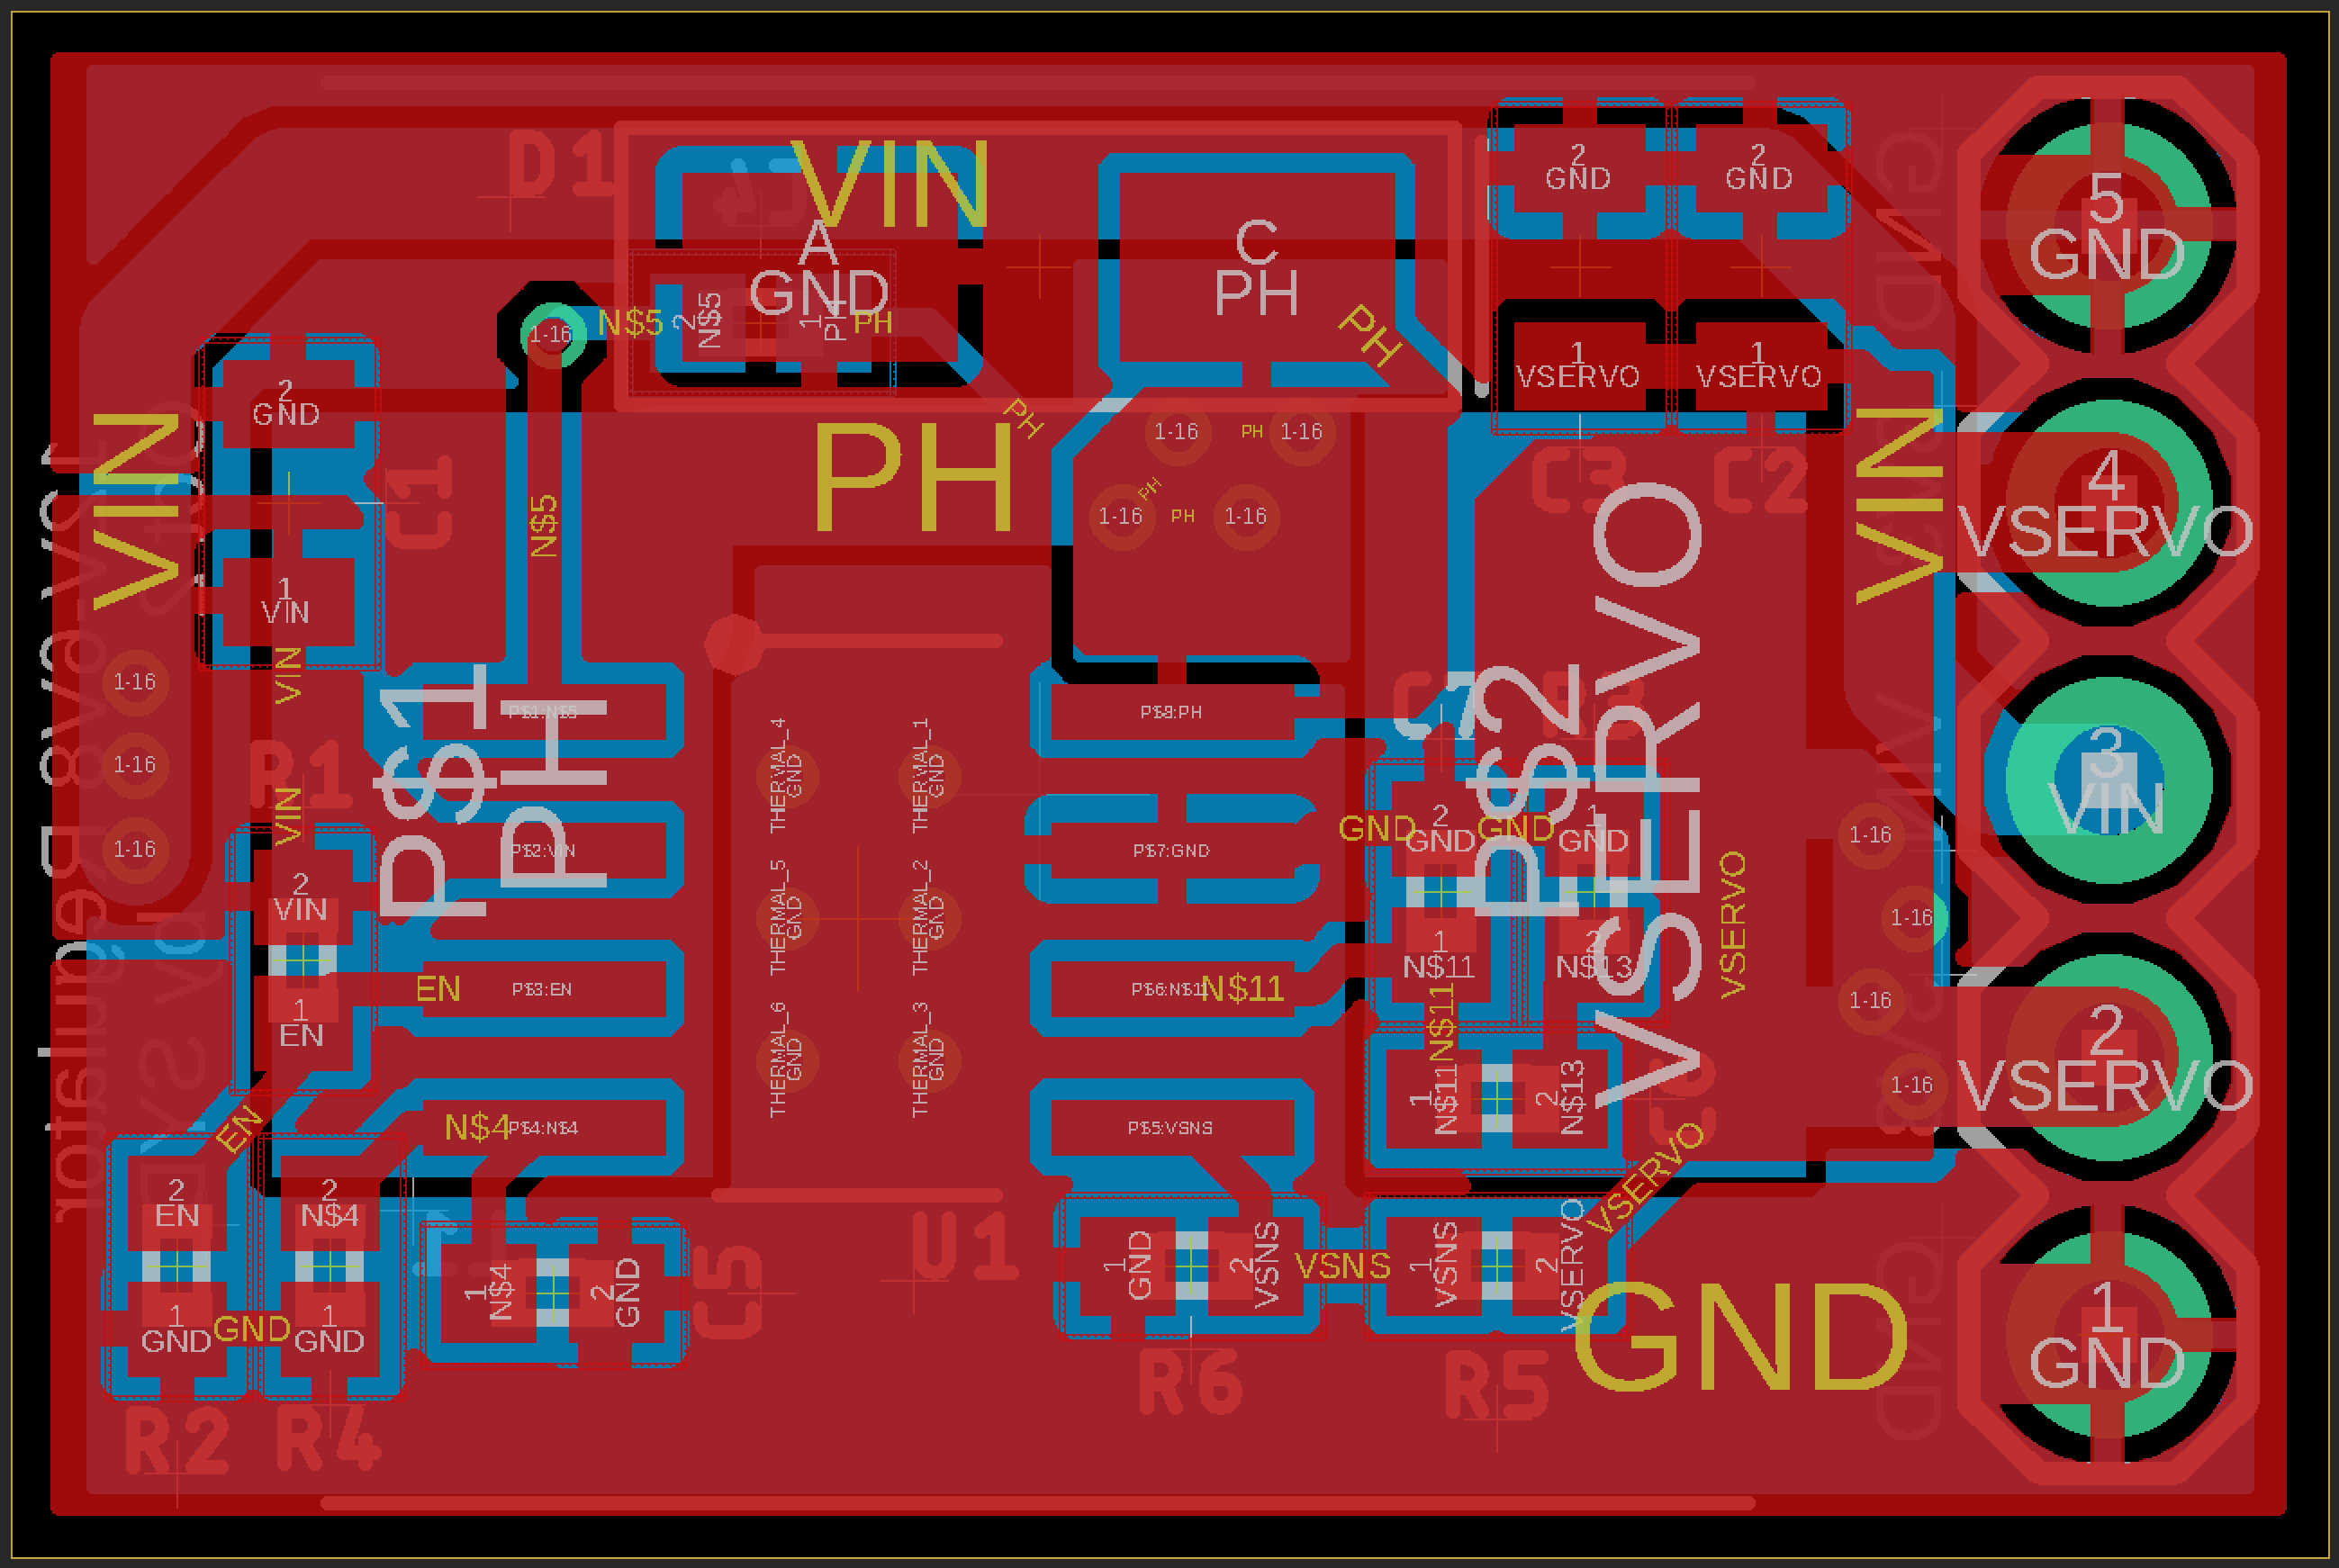 D1
VIN
A
GND
C
PH
2
GND
2
GND
5
GND
1-16
N$5
2
N$5
1
PH
PH
PH
1
VSERVO
1
VSERVO
2
GND
VIN
C1
PH
PH
1-16
PH
1-16
1-16
PH
PH
1-16
N$5
C3
C2
VIN
4
VSERVO
1
VIN
VIN
1-16
1-16
1-16
R1
VIN
P$1
PH
P$1:N$5
P$2:VIN
P$3:EN
P$4:N$4
THERMAL_4
GND
THERMAL_1
GND
THERMAL_5
GND
THERMAL_2
GND
THERMAL_6
GND
THERMAL_3
GND
P$8:PH
P$7:GND
N$11
P$5:VSNS
C7
P$2
VSERVO
GND
2
GND
GND
1
GND
1
N$11
2
N$13
N$11
1
N$11
2
N$13
VSERVO
1-16
1-16
1-16
1-16
3
VIN
2
VSERVO
2
VIN
1
EN
EN
EN
N$4
2
EN
2
N$4
1
GND
GND
1
GND
R2
R4
1
N$4
2
GND
C5
U1
1
GND
2
VSNS
VSNS
1
VSNS
2
VSERVO
VSERVO
R6
R5
GND
1
GND